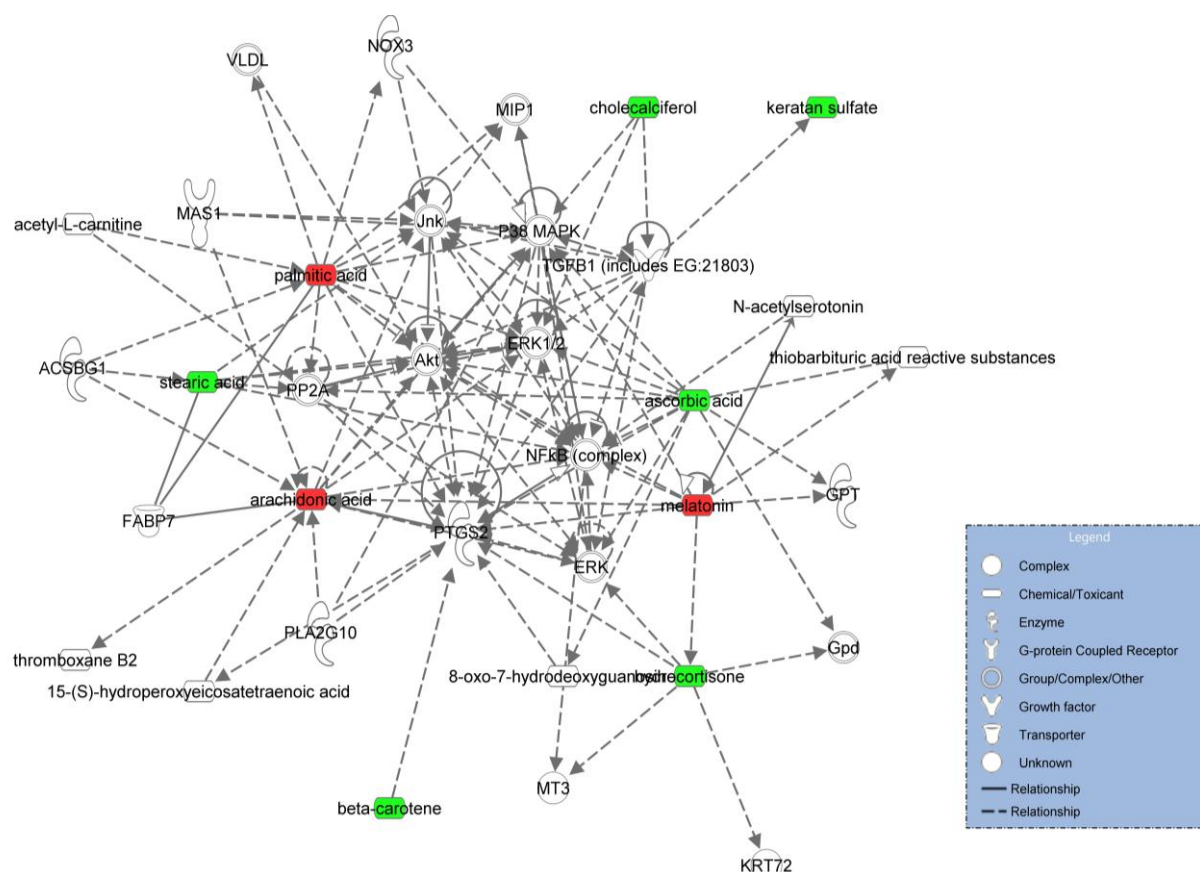 NOX3
VLDL
MIP1
cholecalciferol
keratan sulfate
MAS1
acetyl-L-carnitine
Jnk
P38 MAPK
palmitic acid
TGFB1 (includes EG:21803)
N-acetylserotonin
ERK1/2
Akt
thiobarbituric acid reactive substances
ACSBG1
stearic acid
PP2A
ascorbic acid
NFkB (complex)
arachidonic acid
melatonin
GPT
FABP7
PTGS2
ERK
PLA2G10
thromboxane B2
15-(S)-hydroperoxyeicosatetraenoic acid
8-oxo-7-hydrodeoxyguanosine
hydrocortisone
Gpd
MT3
beta-carotene
KRT72
Legend
Complex
Chemical/Toxicant
Enzyme
G-protein Coupled Receptor
Group/Complex/Other
Growth factor
Transporter
Unknown
Relationship
Relationship